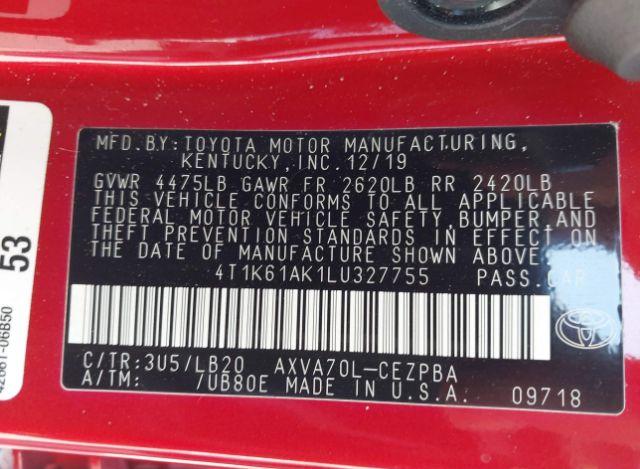 MFD.BY:TOYOTA MOTOR MANUFACTURING,
KENTUCKY,INC.12/19
GVWR 4475LB GAWR FR 2620LB RR 2420LB
THIS VEHICLE CONFORMS TO ALL APPLICABLE
FEDERAL MOTOR VEHICLE SAFETY, BUMPER AND
THEFT PREVENTION STANDARDS IN EFFECT ON
THE DATE OF MANUFACTURE SHOWN ABOVE.
4T1K61AK1LU327755 PASS.CAR
C/TR:3U5/LB20 AXVA70L-CEZPBA
A/TM: /UB80E MADE IN U.S.A. 09718
53
42661-06B50